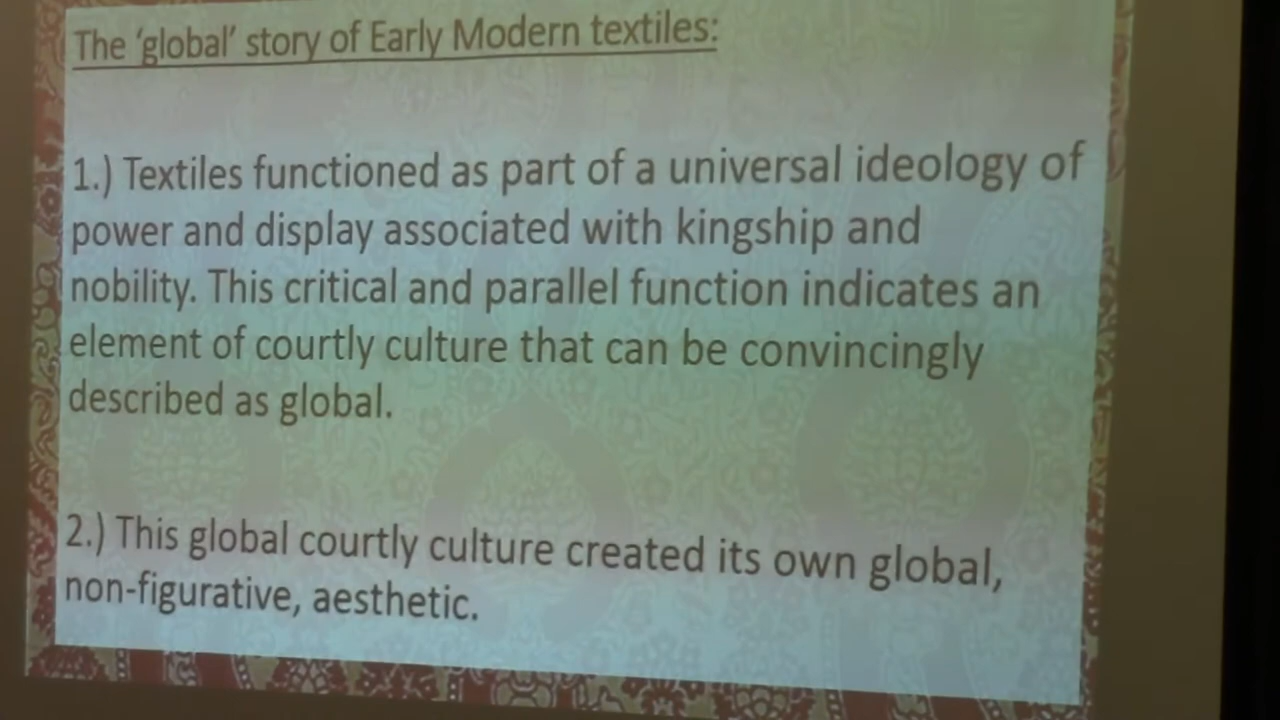 The 'global' story of Early Modern textiles:
1.) Textiles functioned as part of a universal ideology of
power and display associated with kingship and
nobility. This critical and parallel function indicates an
element of courtly culture that can be convincingly
described as global.
2.) This global courtly culture created its own global,
non-figurative, aesthetic.